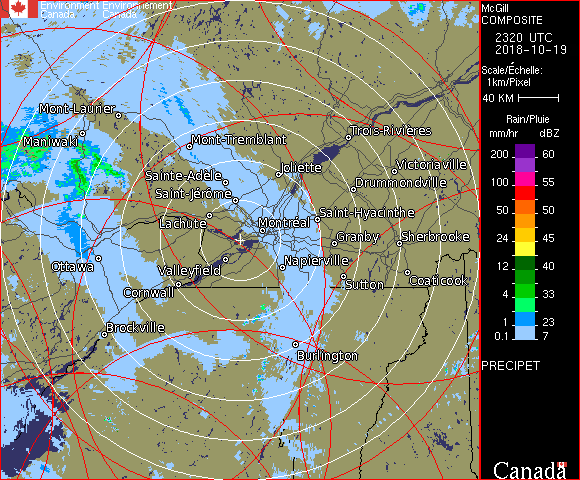 Environment Environnement
Canada Canada
Mont-Laurier
Maniwaki
Mont-Tremblant
Trois-Rivières
Joliette
Victoriaville
Sainte-Adèle
Drummondville
Saint-Jérôme
Lachute
Saint-Hyacinthe
Montréal
Granby
Sherbrooke
Ottawa
Napierville
Valleyfield
Coaticook
Sutton
Cornwall
Brockville
Burlington
McGill
COMPOSITE
2320 UTC
2018-10-19
Scale/Échelle:
1km/Pixel
40 KM
Rain/Pluie
mm/hr dBZ
200 60
100 55
50 50
24 45
12 40
4 33
1 23
0.1 7
PRECIPET
Canada